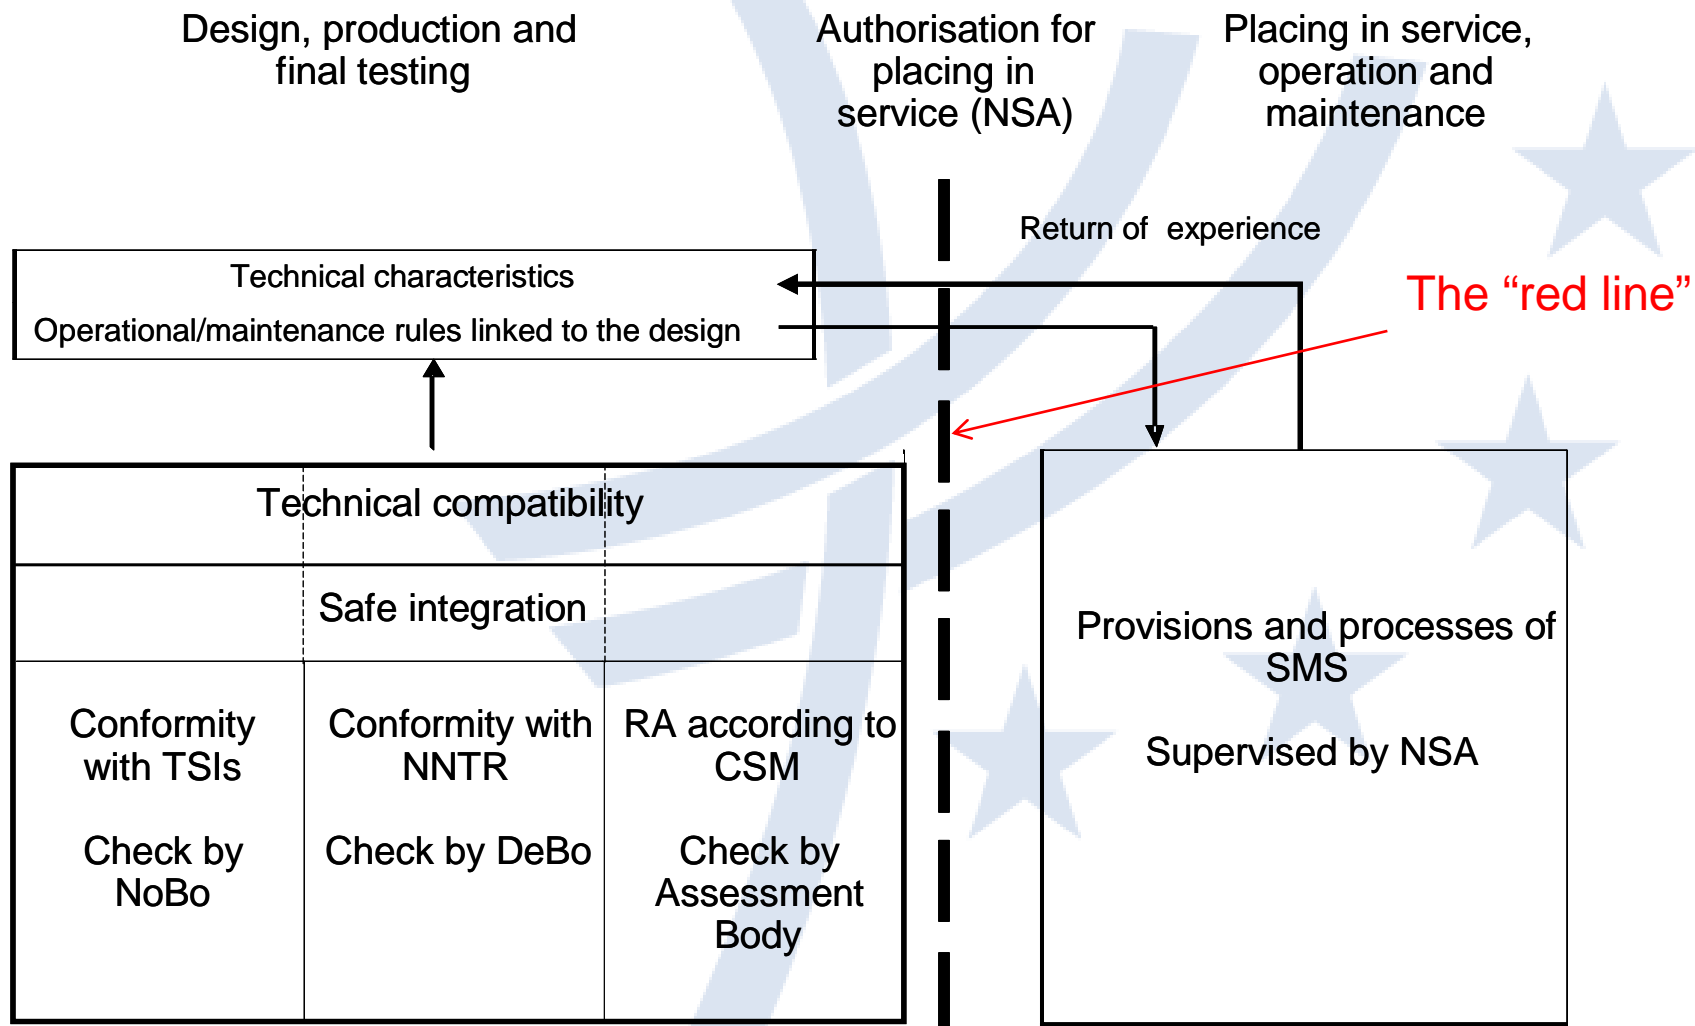 Design, production and
final testing
Authorisation for
placing in
service (NSA)
Placing in service,
operation and
maintenance
Return of experience
The “red line”
Technical characteristics
Operational/maintenance rules linked to the design
Technical compatibility
Safe integration
Conformity
with TSIs
Check by
NoBo
Conformity with
NNTR
Check by DeBo
RA according to
CSM
Check by
Assessment
Body
Provisions and processes of
SMS
Supervised by NSA